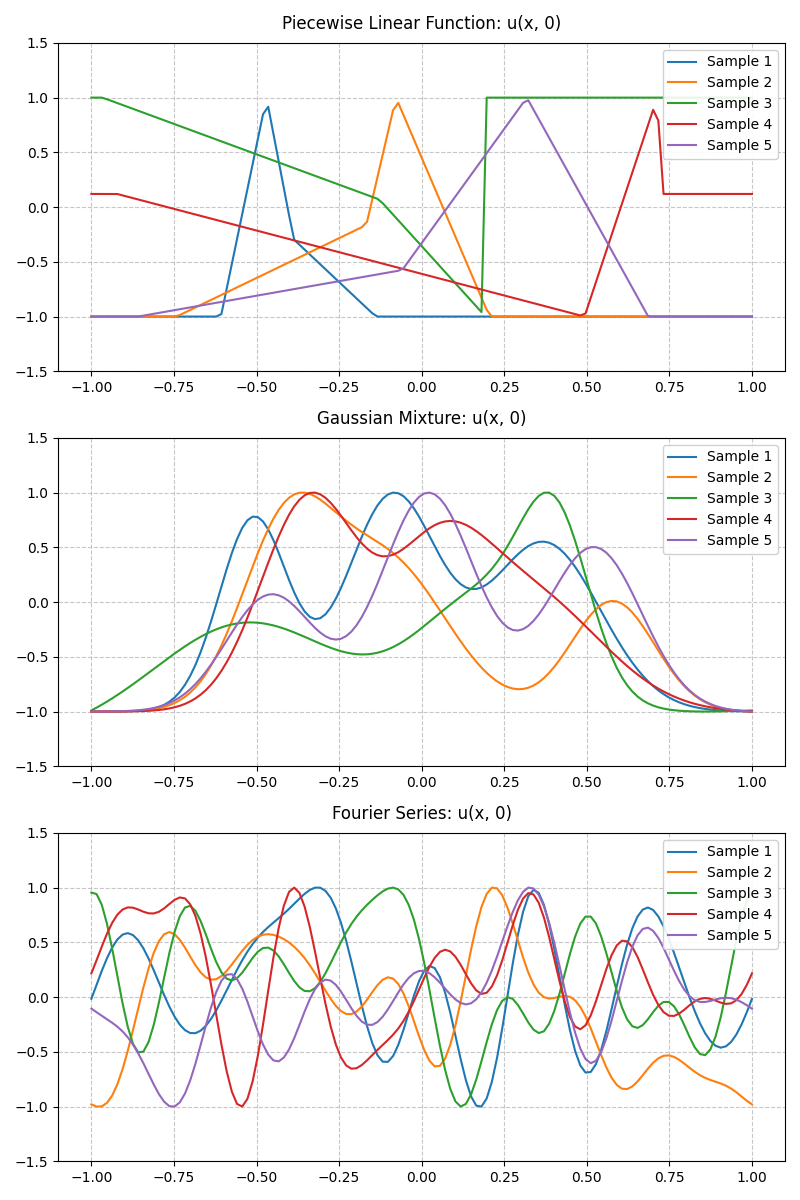 Piecewise Linear Function: u(x, 0)
1.5
1.0
0.5
0.0
−0.5
−1.0
−1.5
Sample 1
Sample 2
Sample 3
Sample 4
Sample 5
−1.00 −0.75 −0.50 −0.25 0.00 0.25 0.50 0.75 1.00
Gaussian Mixture: u(x, 0)
1.5
1.0
0.5
0.0
−0.5
−1.0
−1.5
Sample 1
Sample 2
Sample 3
Sample 4
Sample 5
−1.00 −0.75 −0.50 −0.25 0.00 0.25 0.50 0.75 1.00
Fourier Series: u(x, 0)
1.5
1.0
0.5
0.0
−0.5
−1.0
−1.5
Sample 1
Sample 2
Sample 3
Sample 4
Sample 5
−1.00 −0.75 −0.50 −0.25 0.00 0.25 0.50 0.75 1.00